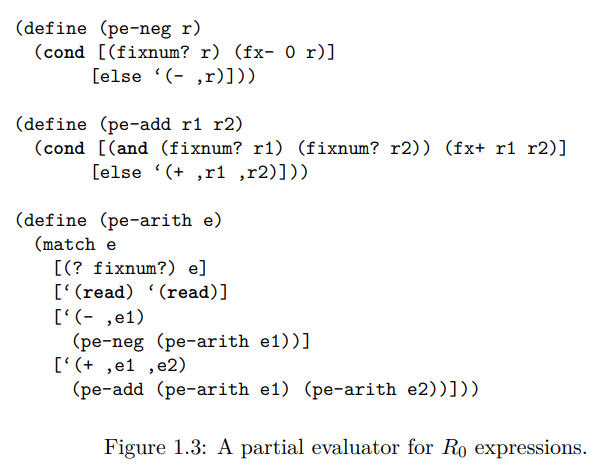 (define (pe-neg r)
(cond [(fixnum? r) (fx- 0 r)]
[else ‘(- ,r)]))
(define (pe-add r1 r2)
(cond [(and (fixnum? r1) (fixnum? r2)) (fx+ r1 r2)]
[else ‘(+ ,r1 ,r2)]))
(define (pe-arith e)
(match e
[(? fixnum?) e]
[‘(read) ‘(read)]
[‘(- ,e1)
(pe-neg (pe-arith e1))]
[‘(+ ,e1 ,e2)
(pe-add (pe-arith e1) (pe-arith e2))]))
Figure 1.3: A partial evaluator for R0 expressions.